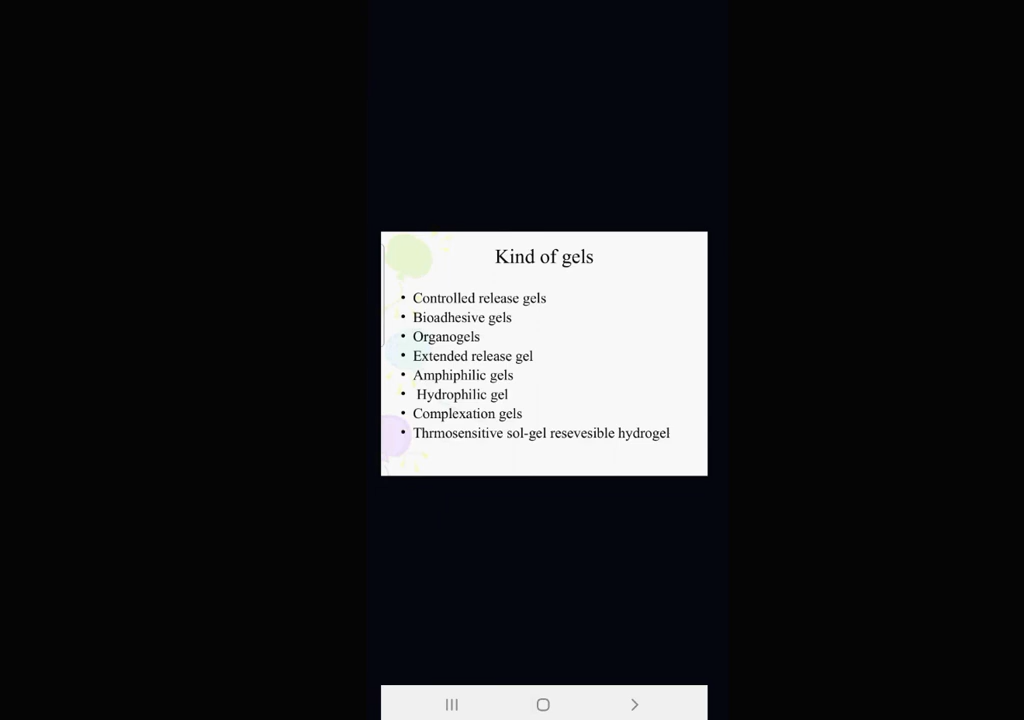 Kind of gels
• Controlled release gels
• Bioadhesive gels
• Organogels
• Extended release gel
• Amphiphilic gels
• Hydrophilic gel
• Complexation gels
• Thrmosensitive sol-gel resevesible hydrogel